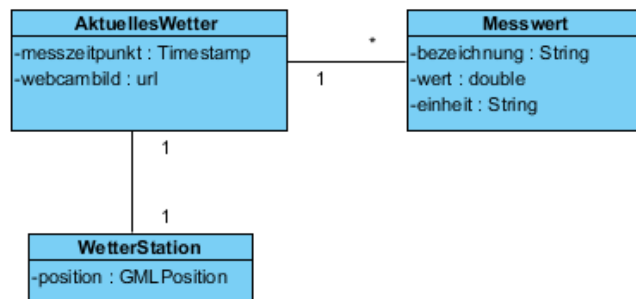 AktuellesWetter
-messzeitpunkt : Timestamp
-webcambild : url
1
*
Messwert
-bezeichnung : String
-wert : double
-einheit : String
1
1
WetterStation
-position : GMLPosition